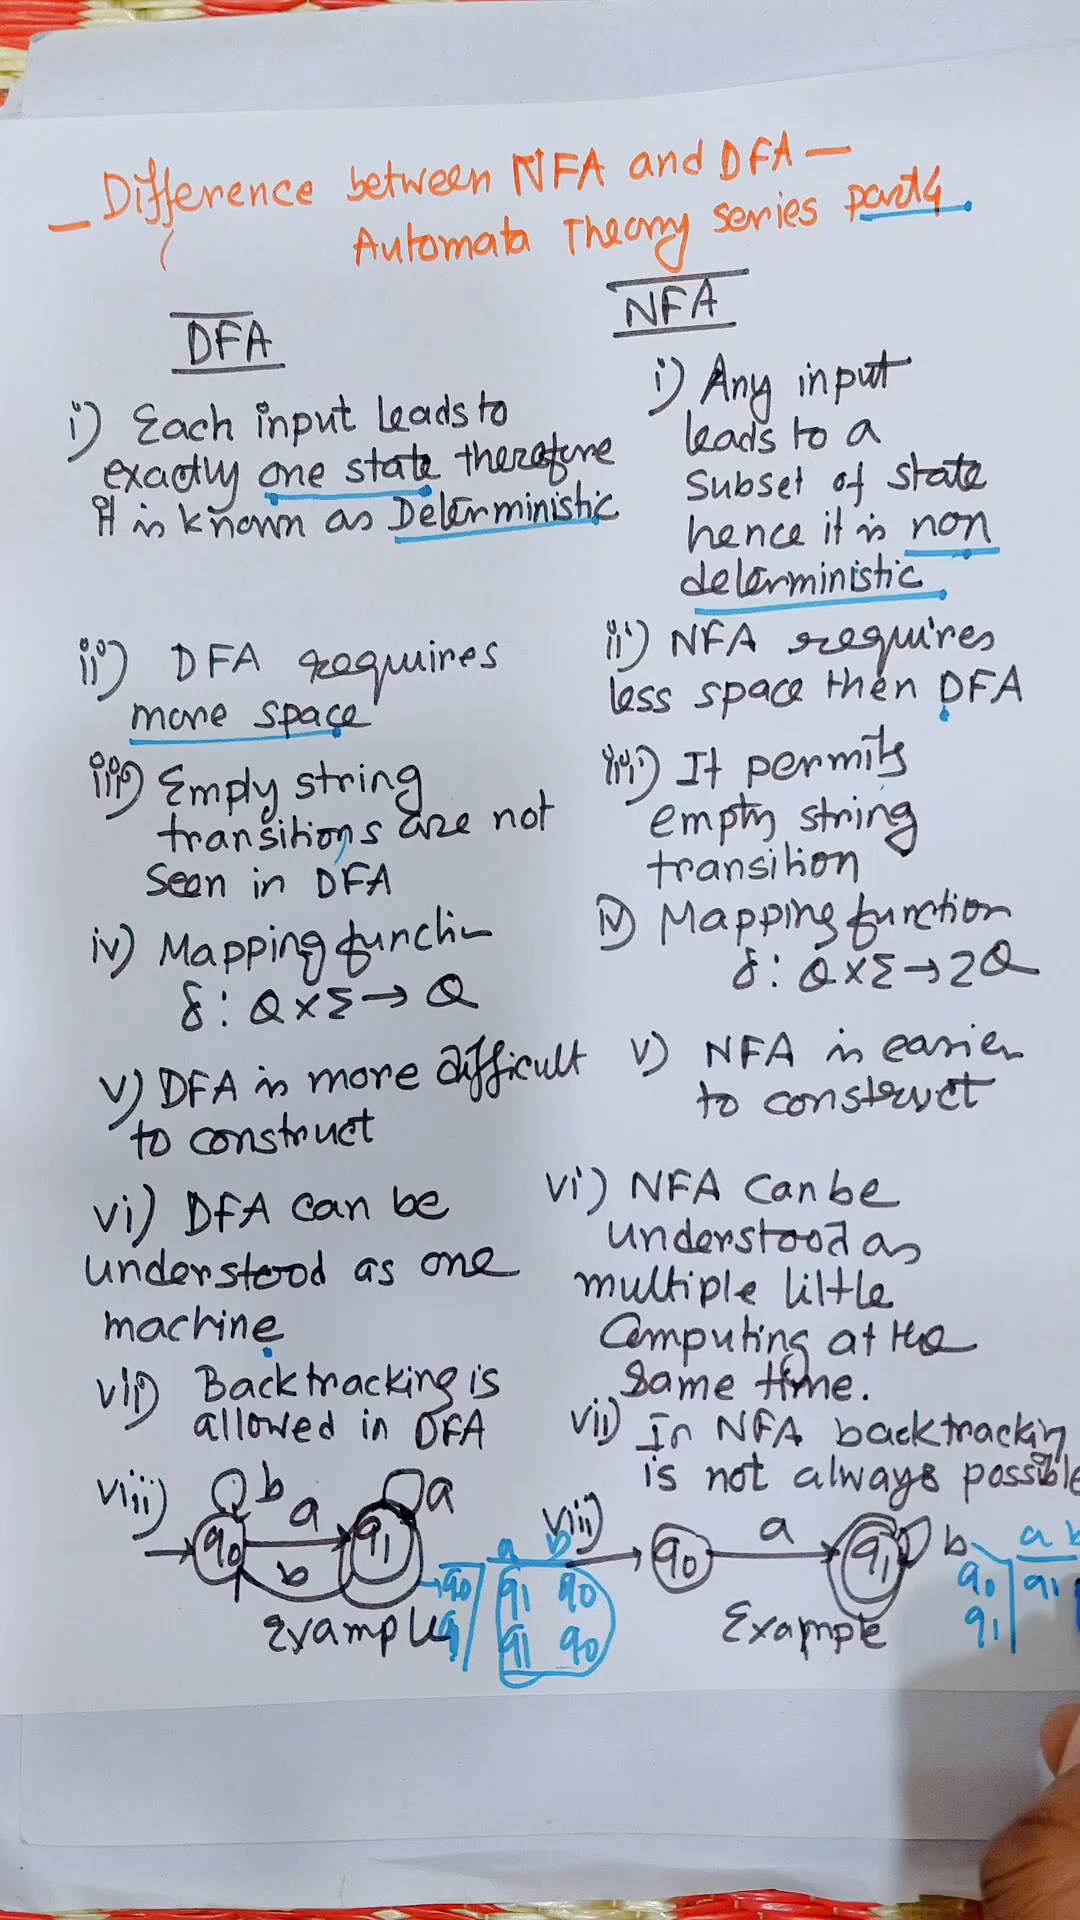 Difference between NFA and DFA —
Automata Theory series part 4
DFA
i) Each input leads to
exactly one state therefore
it is known as Deterministic
ii) DFA requires
more space
iii) Empty string
transitions are not
seen in DFA
iv) Mapping functi
δ : Q x Σ → Q
v) DFA is more difficult
to construct
vi) DFA can be
understood as one
machine
vii) Backtracking is
allowed in DFA
viii)
b
a
a
q0
q1
b
Example
a b
→q0 q1 q0
q1 q1 q0
NFA
i) Any input
leads to a
subset of state
hence it is non
deterministic
ii) NFA requires
less space then DFA
iii) It permits
empty string
transition
iv) Mapping function
δ : Q x Σ → 2Q
v) NFA is easier
to construct
vi) NFA can be
understood as
multiple little
Computing at the
same time.
vii) In NFA backtrackin
is not always possible
viii)
q0
a
q1
b
Example
a b
q0 q1
q1